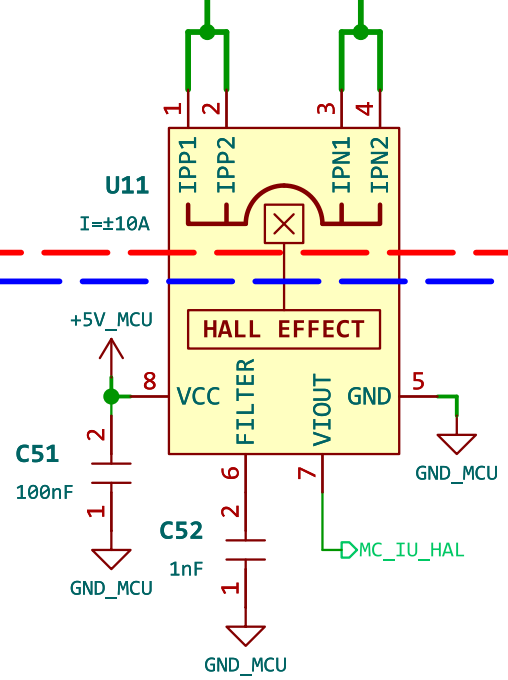 1
2
3
4
IPP1
IPP2
IPN1
IPN2
U11
I=±10A
HALL EFFECT
+5V_MCU
8
VCC
FILTER
VIOUT
GND
5
GND_MCU
C51
100nF
2
1
GND_MCU
6
7
C52
1nF
2
1
GND_MCU
MC_IU_HAL